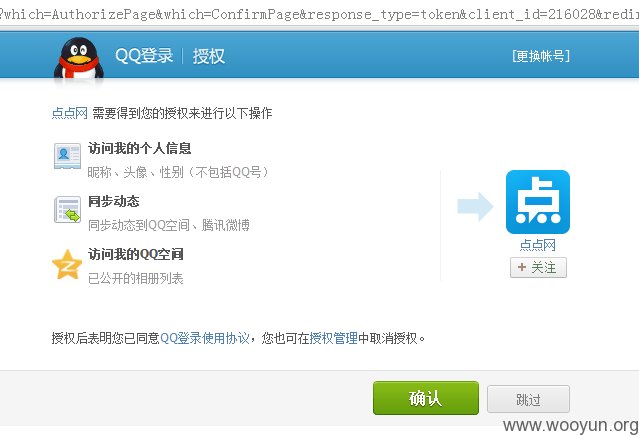 ?which=AuthorizePage&which=ConfirmPage&response_type=token&client_id=216028&redir
QQ登录 | 授权 [更换帐号]
点点网 需要得到您的授权来进行以下操作
访问我的个人信息
昵称、头像、性别（不包括QQ号）
同步动态
同步动态到QQ空间、腾讯微博
访问我的QQ空间
已公开的相册列表
点
点点网
+ 关注
授权后表明您已同意QQ登录使用协议，您也可在授权管理中取消授权。
确认 跳过
www.wooyun.org